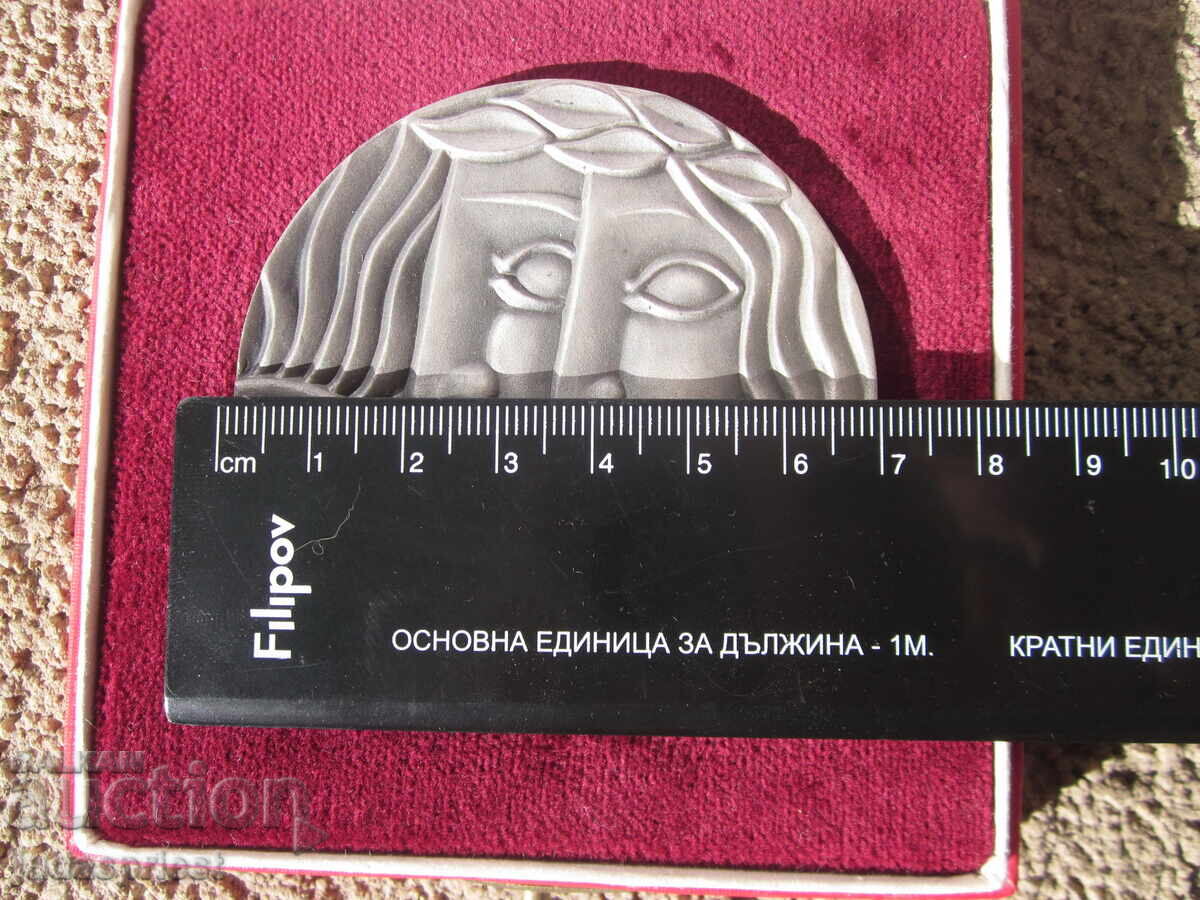 cm 1 2 3 4 5 6 7 8 9 10
Filipov
ОСНОВНА ЕДИНИЦА ЗА ДЪЛЖИНА - 1М. КРАТНИ ЕДИН
BALKAN
auction